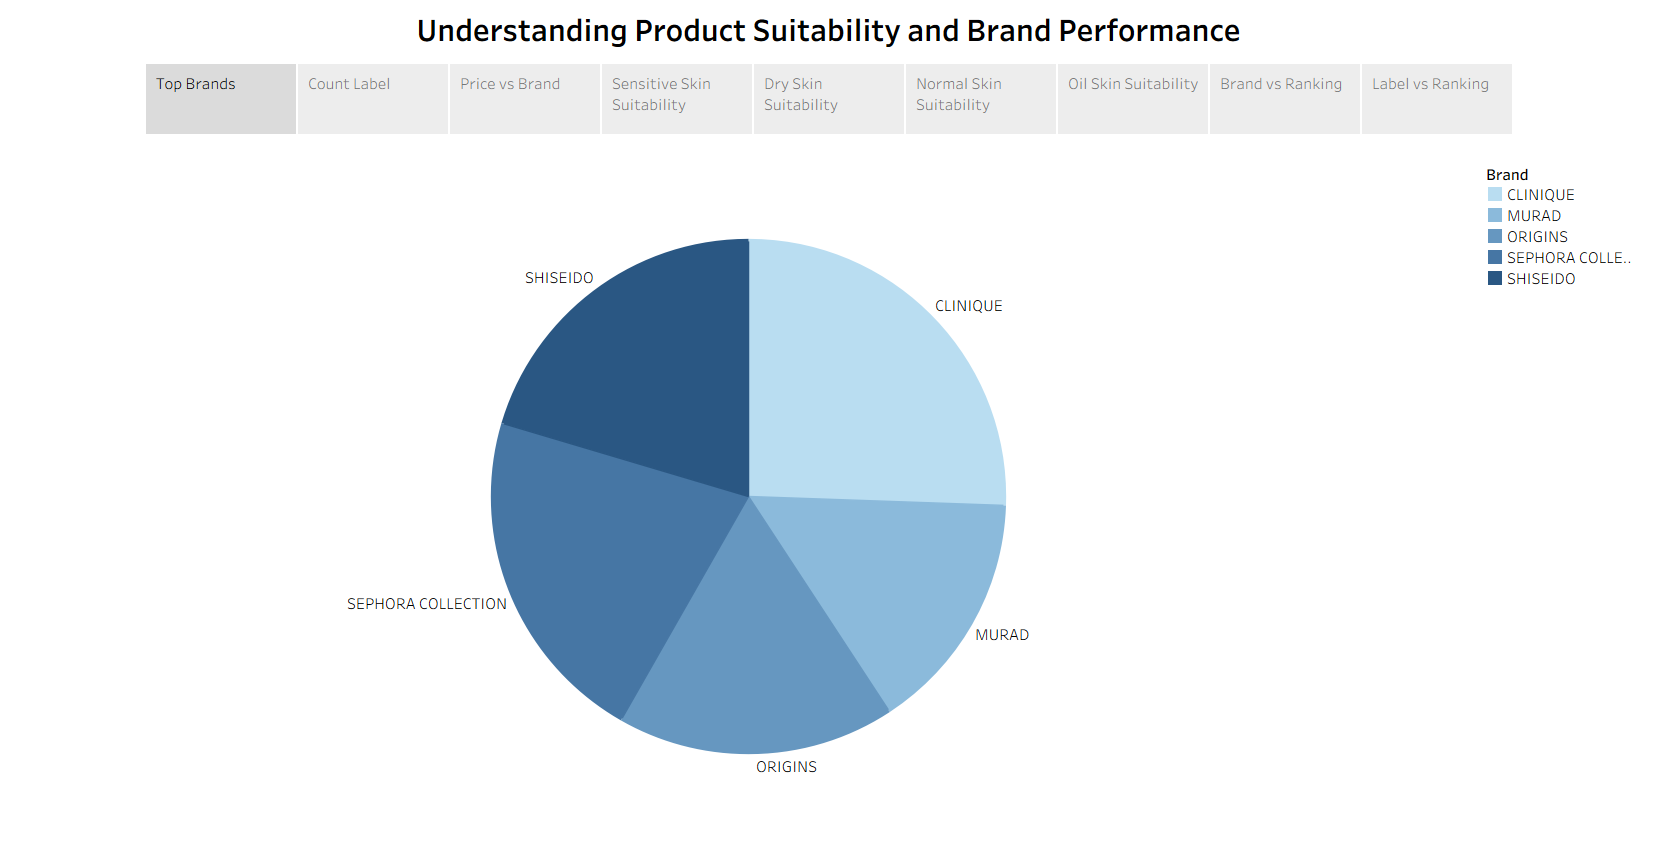 Understanding Product Suitability and Brand Performance
Top Brands
Count Label
Price vs Brand
Sensitive Skin
Suitability
Dry Skin
Suitability
Normal Skin
Suitability
Oil Skin Suitability
Brand vs Ranking
Label vs Ranking
Brand
CLINIQUE
MURAD
ORIGINS
SEPHORA COLLE..
SHISEIDO
SHISEIDO
CLINIQUE
SEPHORA COLLECTION
MURAD
ORIGINS